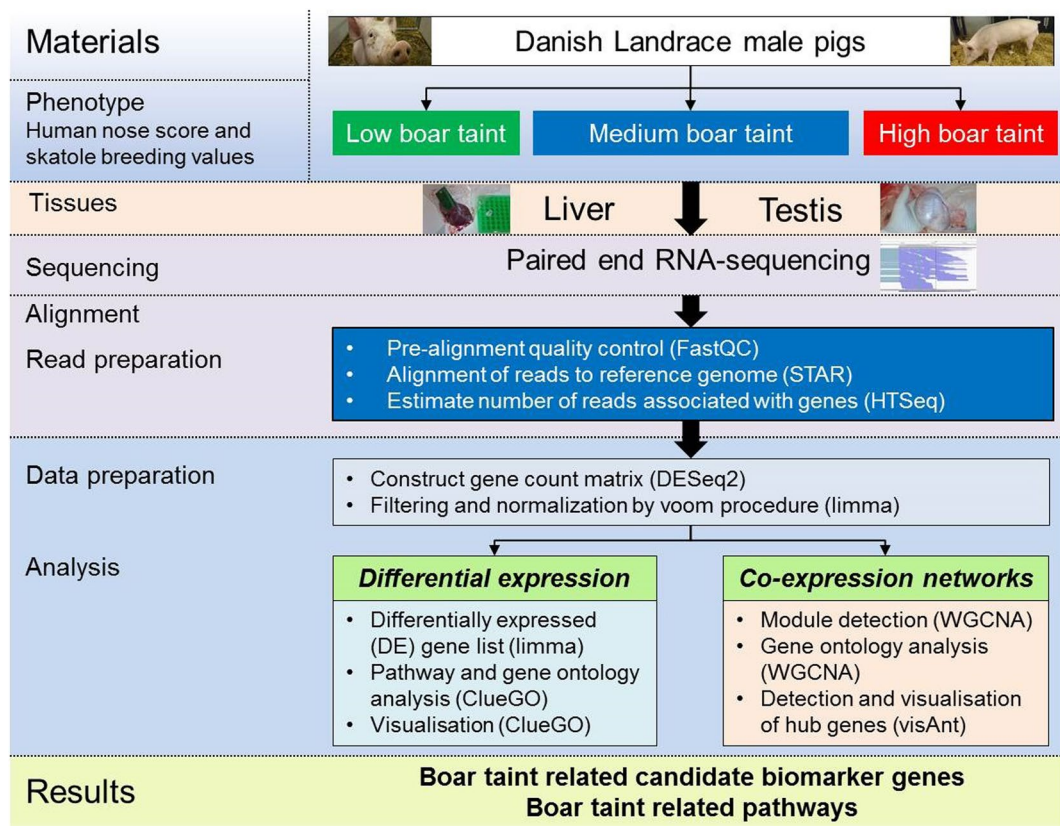 Materials
Danish Landrace male pigs
Phenotype
Human nose score and
skatole breeding values
Low boar taint
Medium boar taint
High boar taint
Tissues
Liver
Testis
Sequencing
Paired end RNA-sequencing
Alignment
Read preparation
• Pre-alignment quality control (FastQC)
• Alignment of reads to reference genome (STAR)
• Estimate number of reads associated with genes (HTSeq)
Data preparation
• Construct gene count matrix (DESeq2)
• Filtering and normalization by voom procedure (limma)
Analysis
Differential expression
• Differentially expressed
(DE) gene list (limma)
• Pathway and gene ontology
analysis (ClueGO)
• Visualisation (ClueGO)
Co-expression networks
• Module detection (WGCNA)
• Gene ontology analysis
(WGCNA)
• Detection and visualisation
of hub genes (visAnt)
Results
Boar taint related candidate biomarker genes
Boar taint related pathways